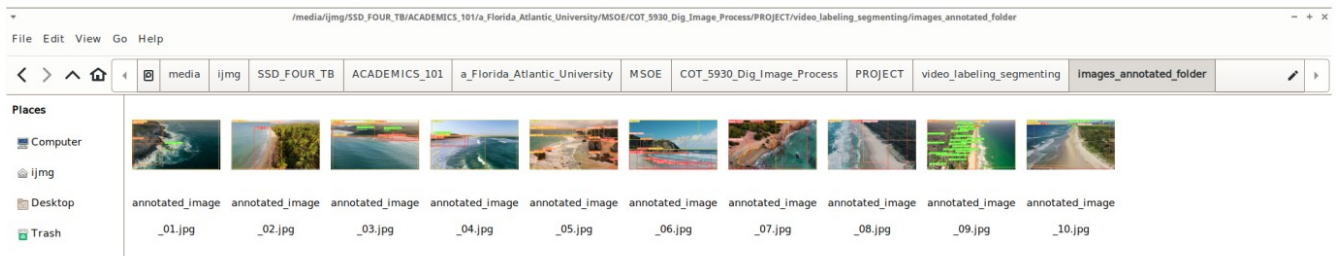 /media/ijmg/SSD_FOUR_TB/ACADEMICS_101/a_Florida_Atlantic_University/MSOE/COT_5930_Dig_Image_Process/PROJECT/video_labeling_segmenting/images_annotated_folder
File Edit View Go Help
media ijmg SSD_FOUR_TB ACADEMICS_101 a_Florida_Atlantic_University MSOE COT_5930_Dig_Image_Process PROJECT video_labeling_segmenting images_annotated_folder
Places
Computer
ijmg
Desktop
Trash
annotated_image annotated_image annotated_image annotated_image annotated_image annotated_image annotated_image annotated_image annotated_image annotated_image
_01.jpg _02.jpg _03.jpg _04.jpg _05.jpg _06.jpg _07.jpg _08.jpg _09.jpg _10.jpg